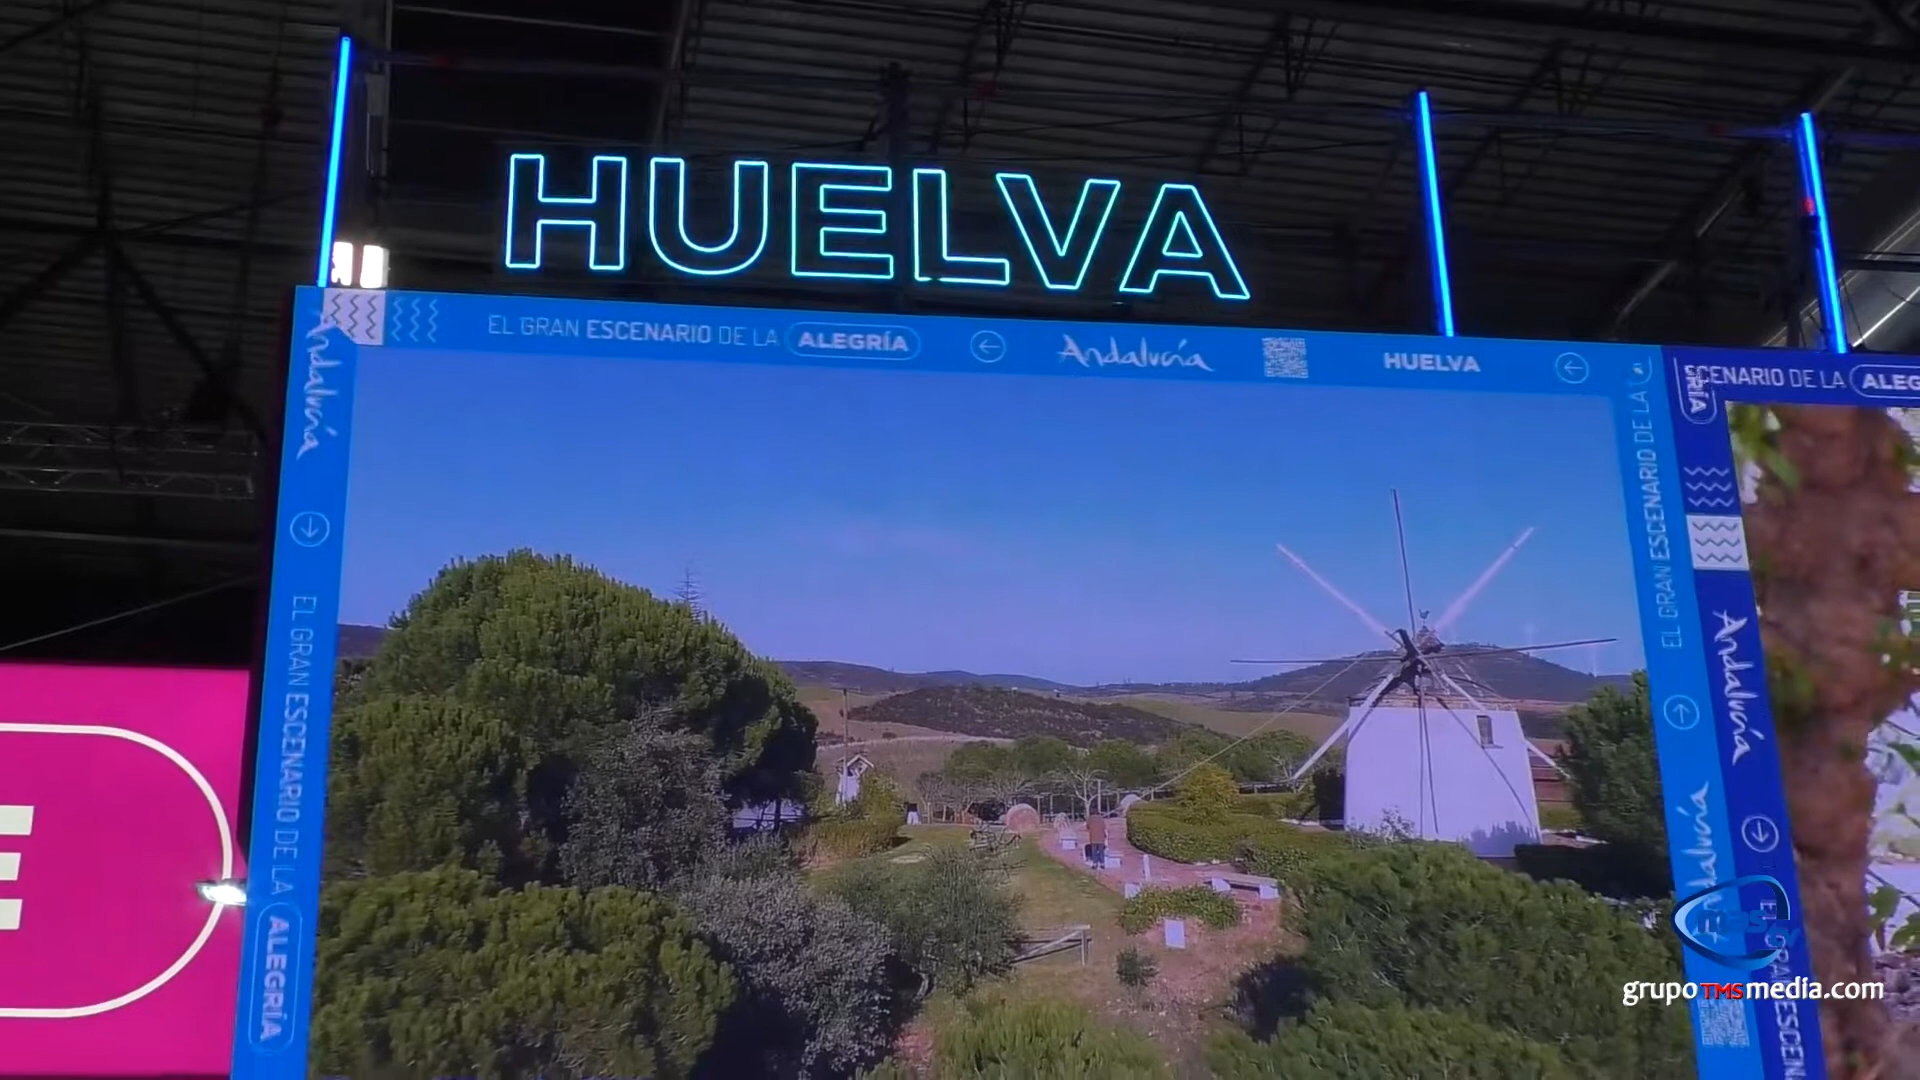 HUELVA
EL GRAN ESCENARIO DE LA ALEGRÍA
Andalucía
HUELVA
Andalucía
EL GRAN ESCENARIO DE LA ALEGRÍA
EL GRAN ESCENARIO DE LA
Andalucía
ESCENARIO DE LA ALEG
RÍA
Andalucía
E
grupoTMSmedia.com